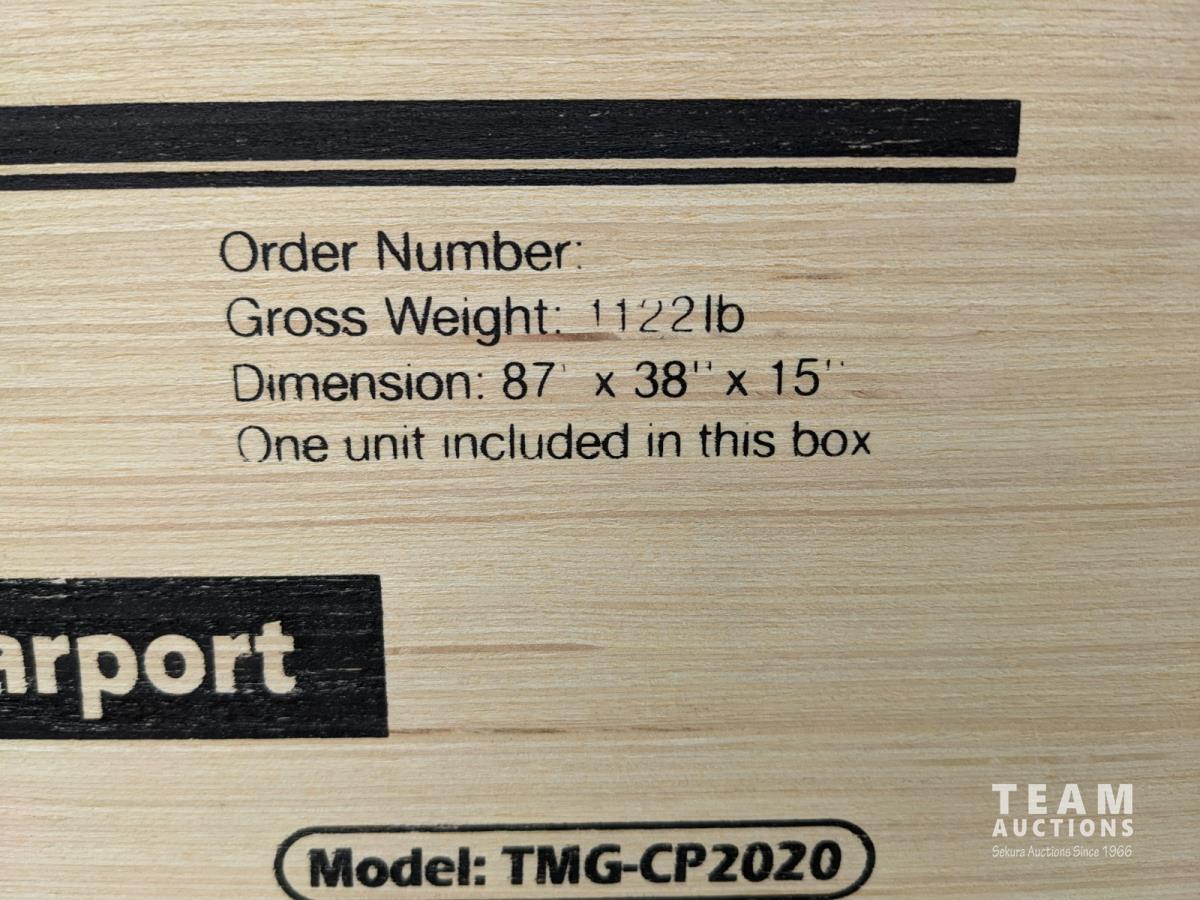 Order Number:
Gross Weight: 1122lb
Dimension: 87' x 38'' x 15''
One unit included in this box
arport
Model: TMG-CP2020
TEAM
AUCTIONS
Sekura Auctions Since 1966